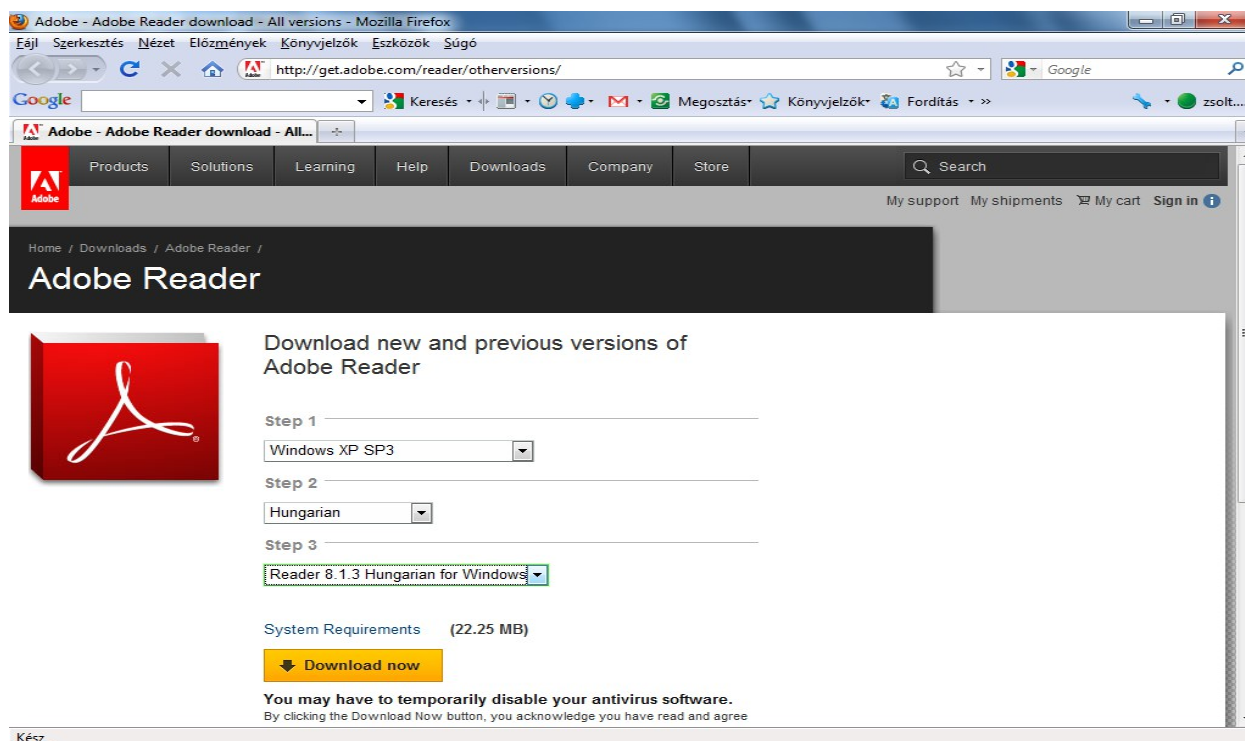 Adobe - Adobe Reader download - All versions - Mozilla Firefox
Fájl Szerkesztés Nézet Előzmények Könyvjelzők Eszközök Súgó
Adobe http://get.adobe.com/reader/otherversions/ Google
Google Keresés Megosztás Könyvjelzők Fordítás » zsolt...
Adobe Adobe - Adobe Reader download - All...
Adobe Products Solutions Learning Help Downloads Company Store Search
My support My shipments My cart Sign in
Home / Downloads / Adobe Reader /
Adobe Reader
Download new and previous versions of
Adobe Reader
Step 1
Windows XP SP3
Step 2
Hungarian
Step 3
Reader 8.1.3 Hungarian for Windows
System Requirements (22.25 MB)
Download now
You may have to temporarily disable your antivirus software.
By clicking the Download Now button, you acknowledge you have read and agree
Kész